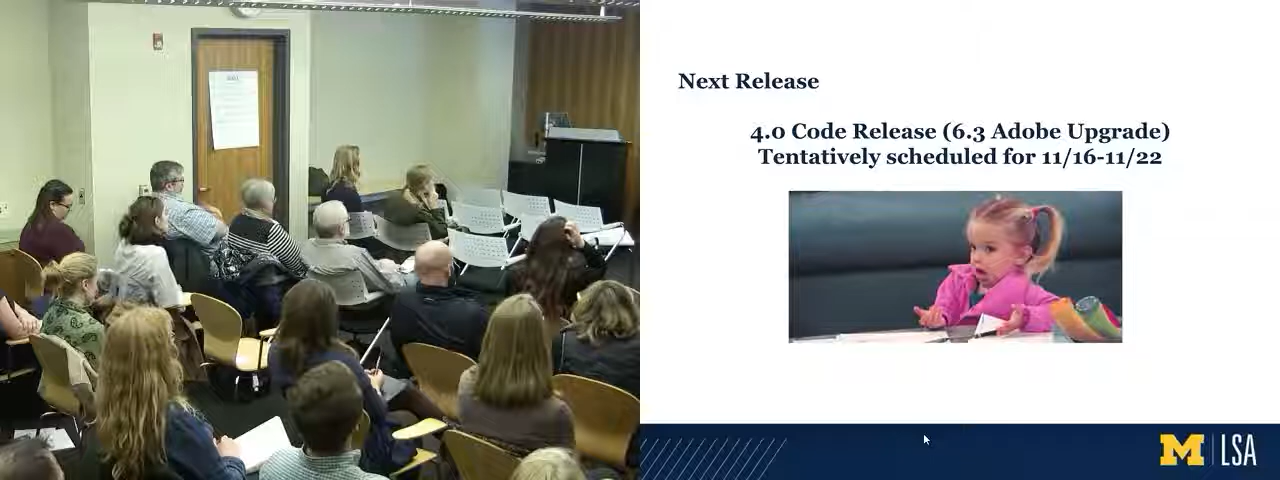 Next Release
4.0 Code Release (6.3 Adobe Upgrade)
Tentatively scheduled for 11/16-11/22
M LSA